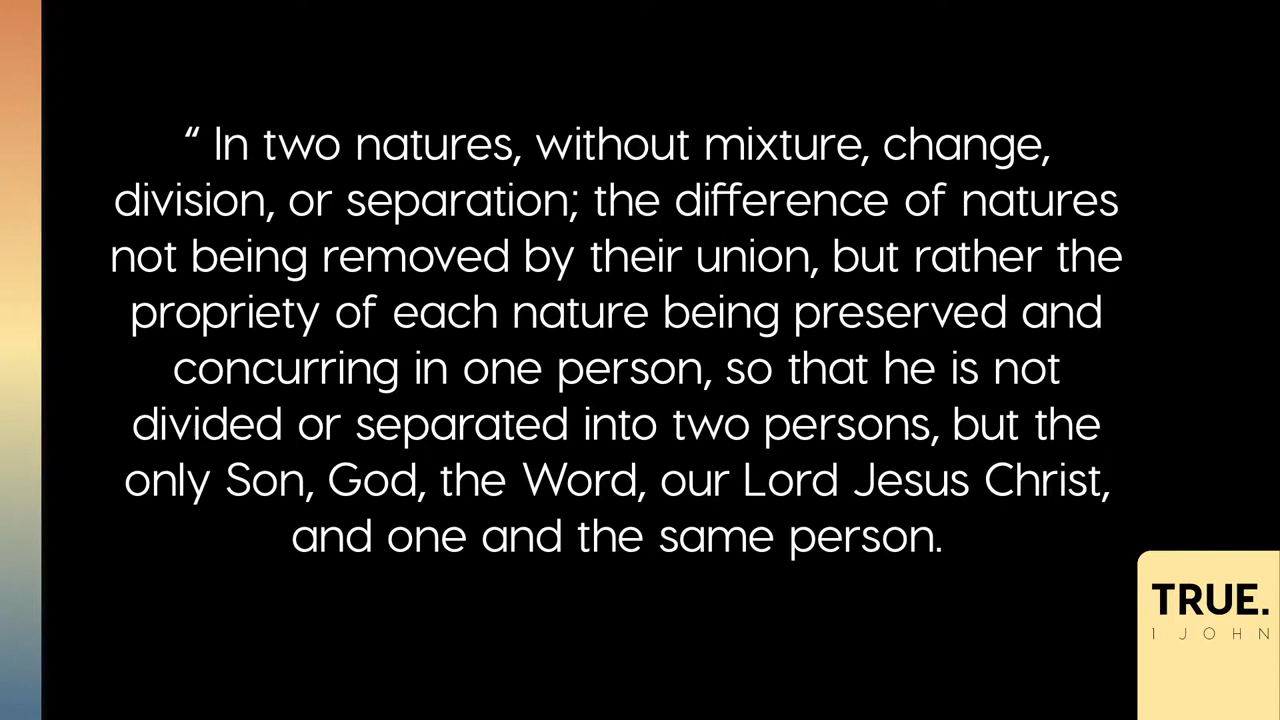 “ In two natures, without mixture, change,
division, or separation; the difference of natures
not being removed by their union, but rather the
propriety of each nature being preserved and
concurring in one person, so that he is not
divided or separated into two persons, but the
only Son, God, the Word, our Lord Jesus Christ,
and one and the same person.
TRUE.
1 JOHN